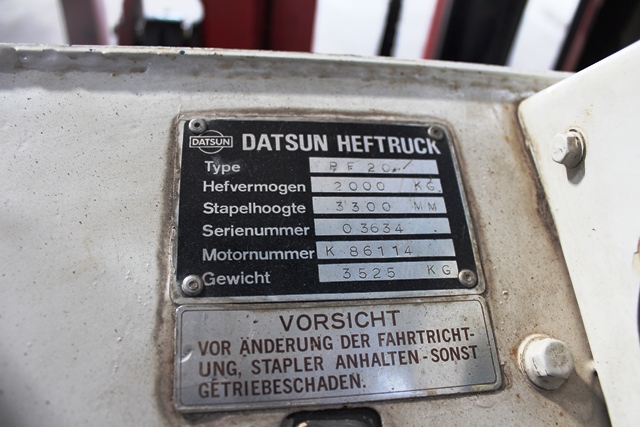 DATSUN DATSUN HEFTRUCK
Type PF20
Hefvermogen 2000 KG
Stapelhoogte 3300 MM
Serienummer 03634
Motornummer K 86114
Gewicht 3525 KG
VORSICHT
VOR ÄNDERUNG DER FAHRTRICHT-
UNG, STAPLER ANHALTEN-SONST
GETRIEBESCHADEN.